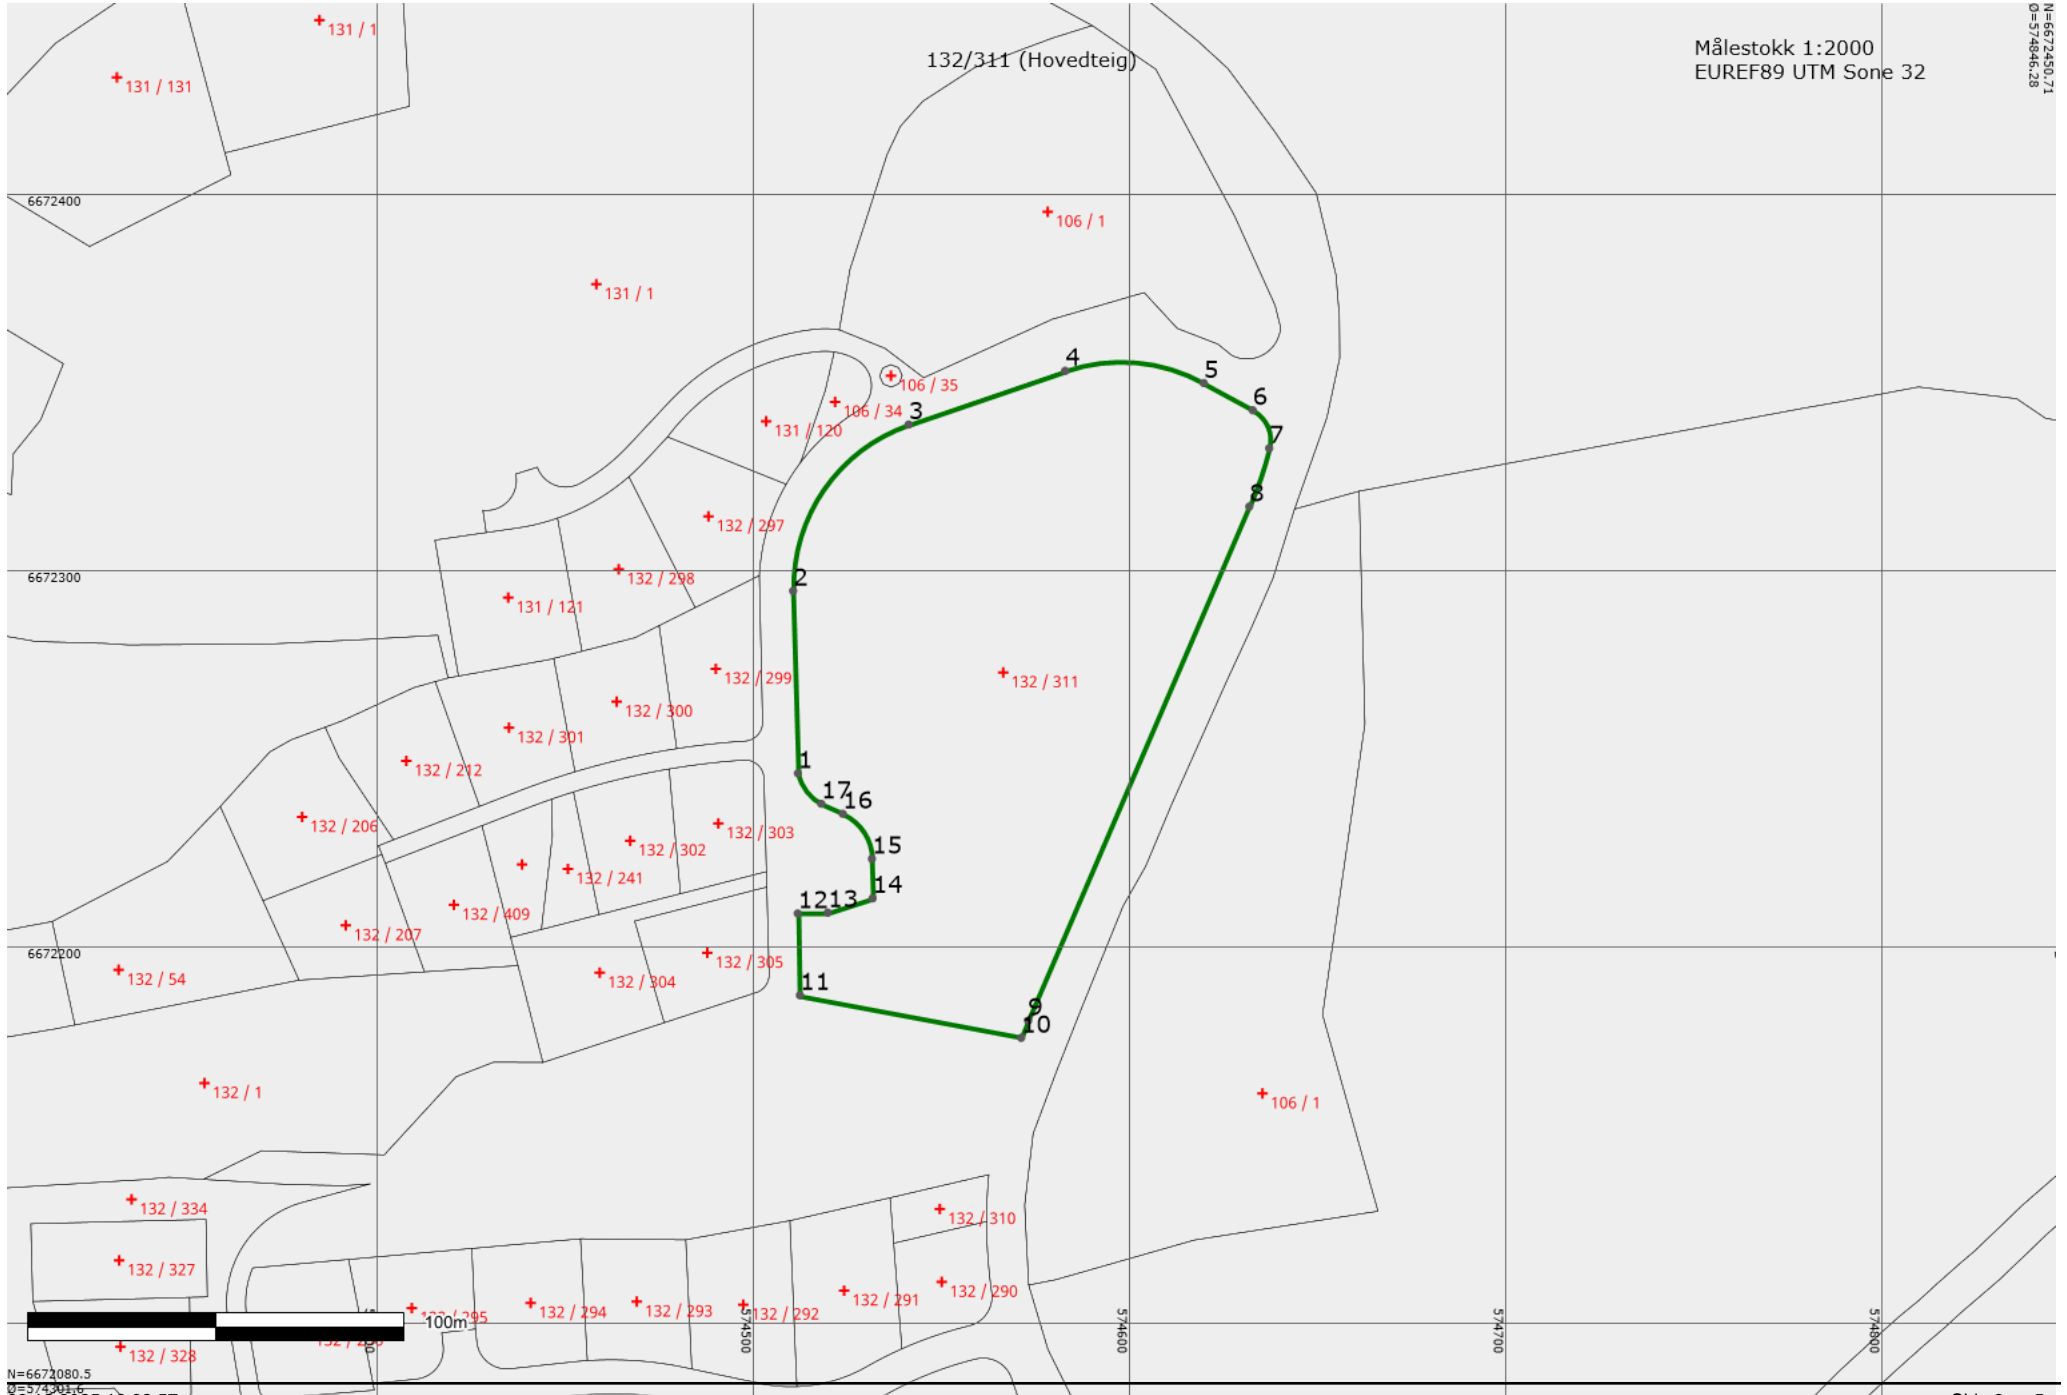 131 / 1
131 / 131
132/311 (Hovedteig)
Målestokk 1:2000
EUREF89 UTM Sone 32
N=6672450.71
Ø=574846.28
6672400
106 / 1
131 / 1
4
5
6
3
7
8
106 / 35
106 / 34
131 / 120
132 / 297
6672300
132 / 298
131 / 121
2
132 / 299
132 / 300
132 / 301
132 / 212
132 / 311
1
17
16
15
14
12
13
132 / 206
132 / 303
132 / 302
132 / 241
132 / 409
132 / 207
6672200
132 / 54
132 / 304
132 / 305
11
9
10
132 / 1
106 / 1
132 / 334
132 / 327
132 / 310
132 / 290
132 / 291
132 / 292
132 / 293
132 / 294
100m
574500
574600
574700
574800
132 / 328
N=6672080.5
Ø=574301.6